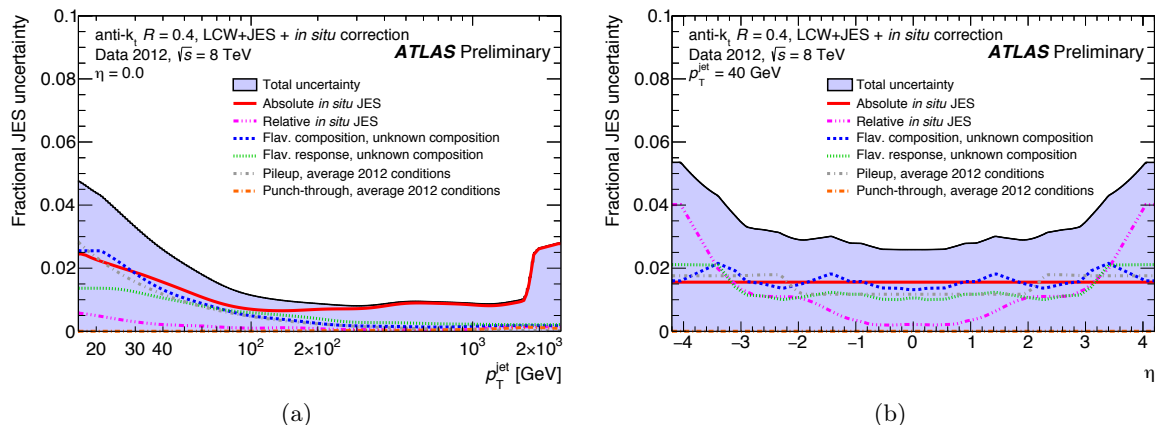 Fractional JES uncertainty
0.1
0.08
0.06
0.04
0.02
0
anti-kt R = 0.4, LCW+JES + in situ correction
Data 2012, √s = 8 TeV
ATLAS Preliminary
η = 0.0
Total uncertainty
Absolute in situ JES
Relative in situ JES
Flav. composition, unknown composition
Flav. response, unknown composition
Pileup, average 2012 conditions
Punch-through, average 2012 conditions
20 30 40 10² 2×10² 10³ 2×10³
pT^jet [GeV]
(a)
Fractional JES uncertainty
0.1
0.08
0.06
0.04
0.02
0
anti-kt R = 0.4, LCW+JES + in situ correction
Data 2012, √s = 8 TeV
ATLAS Preliminary
pT^jet = 40 GeV
Total uncertainty
Absolute in situ JES
Relative in situ JES
Flav. composition, unknown composition
Flav. response, unknown composition
Pileup, average 2012 conditions
Punch-through, average 2012 conditions
−4 −3 −2 −1 0 1 2 3 4
η
(b)